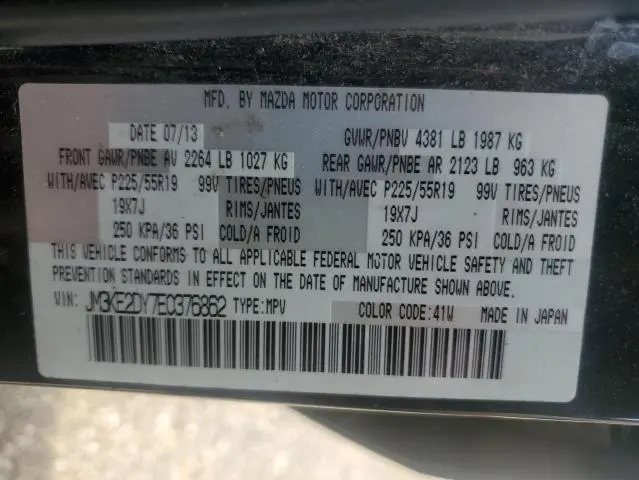 MFD. BY MAZDA MOTOR CORPORATION
DATE 07/13 GVWR/PNBV 4381 LB 1987 KG
FRONT GAWR/PNBE AV 2264 LB 1027 KG REAR GAWR/PNBE AR 2123 LB 963 KG
WITH/AVEC P225/55R19 99V TIRES/PNEUS WITH/AVEC P225/55R19 99V TIRES/PNEUS
19X7J RIMS/JANTES 19X7J RIMS/JANTES
250 KPA/36 PSI COLD/A FROID 250 KPA/36 PSI COLD/A FROID
THIS VEHICLE CONFORMS TO ALL APPLICABLE FEDERAL MOTOR VEHICLE SAFETY AND THEFT
PREVENTION STANDARDS IN EFFECT ON THE DATE OF MANUFACTURE SHOWN ABOVE.
VIN: JM3KE2DY7E0376862 TYPE:MPV COLOR CODE:41W MADE IN JAPAN